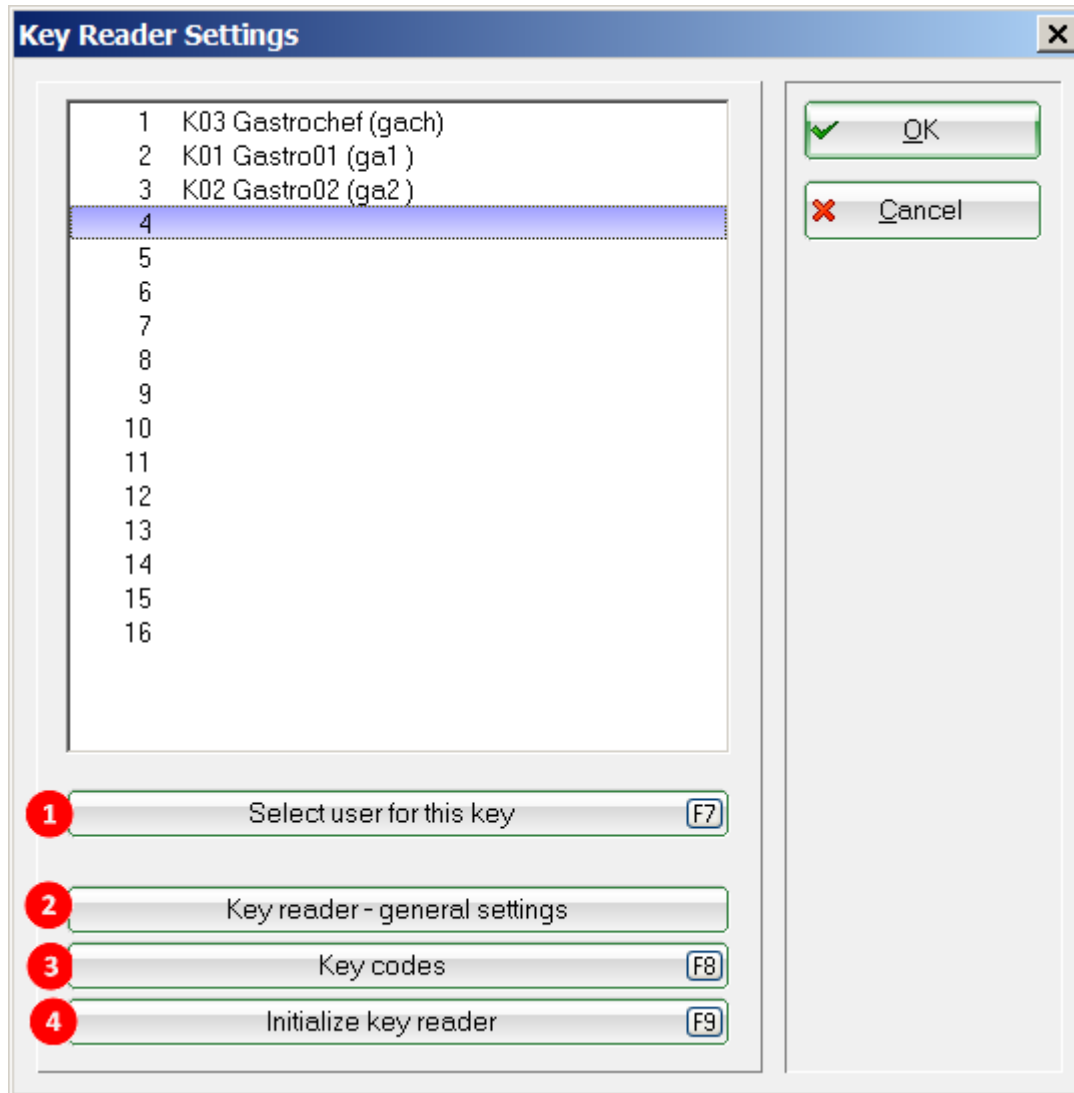 Key Reader Settings
1 K03 Gastrochef (gach)
2 K01 Gastro01 (ga1 )
3 K02 Gastro02 (ga2 )
4
5
6
7
8
9
10
11
12
13
14
15
16
OK
Cancel
1 Select user for this key F7
2 Key reader - general settings
3 Key codes F8
4 Initialize key reader F9